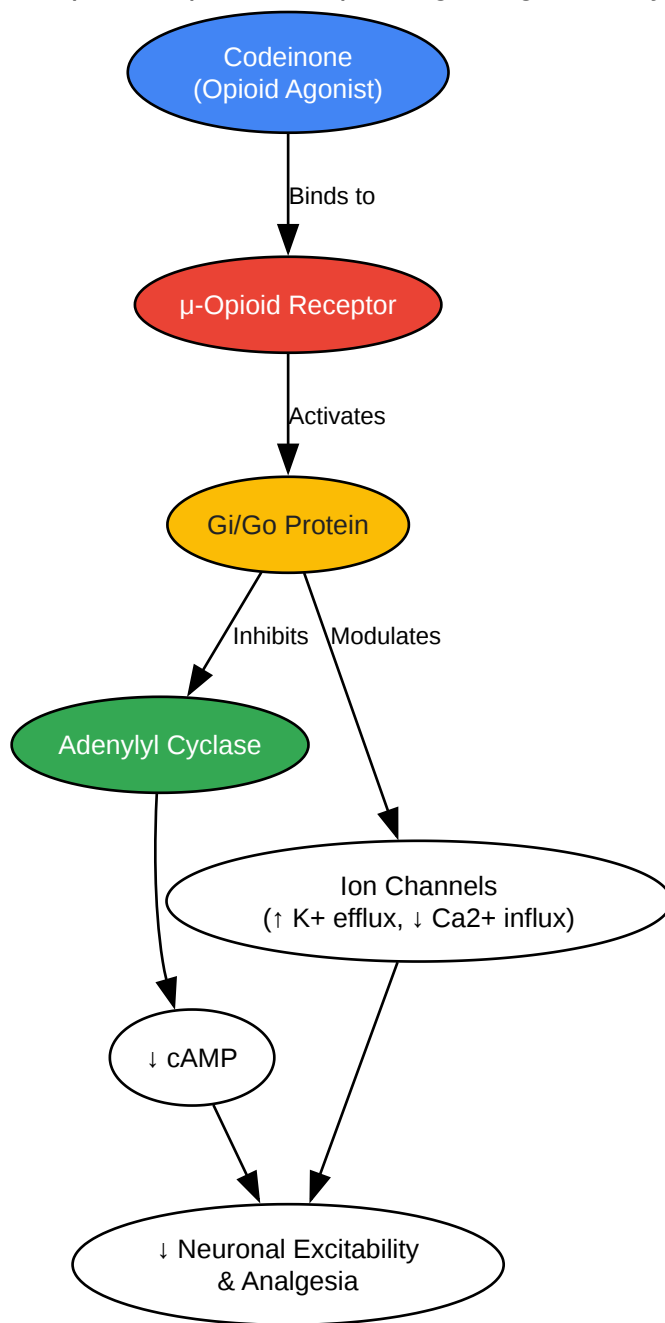 Codeinone
(Opioid Agonist)
Binds to
μ-Opioid Receptor
Activates
Gi/Go Protein
Inhibits
Modulates
Adenylyl Cyclase
Ion Channels
(↑ K+ efflux, ↓ Ca2+ influx)
↓ cAMP
↓ Neuronal Excitability
& Analgesia